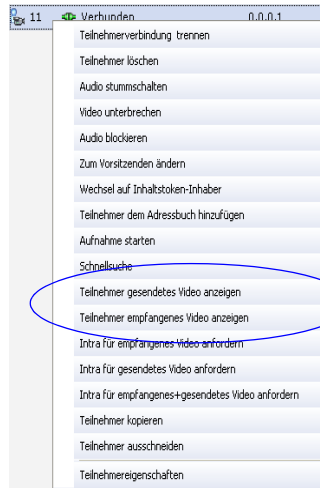 11 Verbunden 0.0.0.1
Teilnehmerverbindung trennen
Teilnehmer löschen
Audio stummschalten
Video unterbrechen
Audio blockieren
Zum Vorsitzenden ändern
Wechsel auf Inhaltstoken-Inhaber
Teilnehmer dem Adressbuch hinzufügen
Aufnahme starten
Schnellsuche
Teilnehmer gesendetes Video anzeigen
Teilnehmer empfangenes Video anzeigen
Intra für empfangenes Video anfordern
Intra für gesendetes Video anfordern
Intra für empfangenes+gesendetes Video anfordern
Teilnehmer kopieren
Teilnehmer ausschneiden
Teilnehmereigenschaften